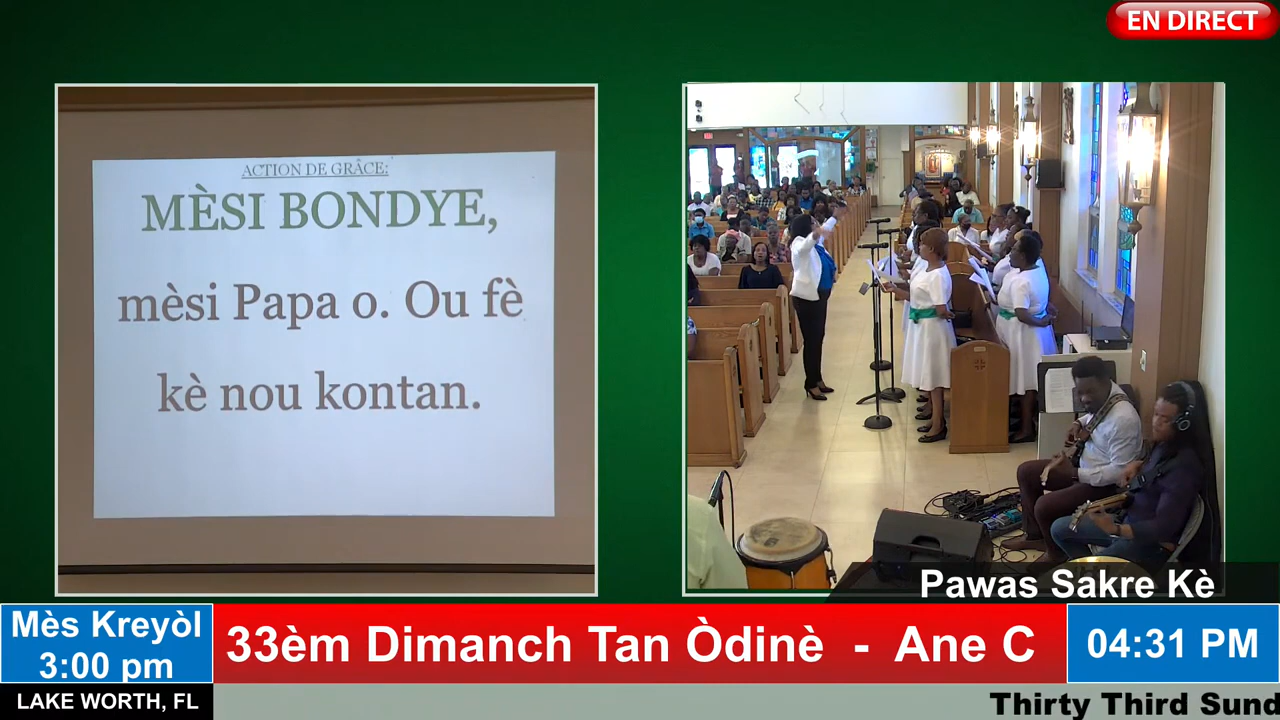 EN DIRECT
ACTION DE GRÂCE:
MÈSI BONDYE,
mèsi Papa o. Ou fè
kè nou kontan.
Pawas Sakre Kè
Mès Kreyòl
3:00 pm
33èm Dimanch Tan Òdinè - Ane C
04:31 PM
LAKE WORTH, FL
Thirty Third Sund